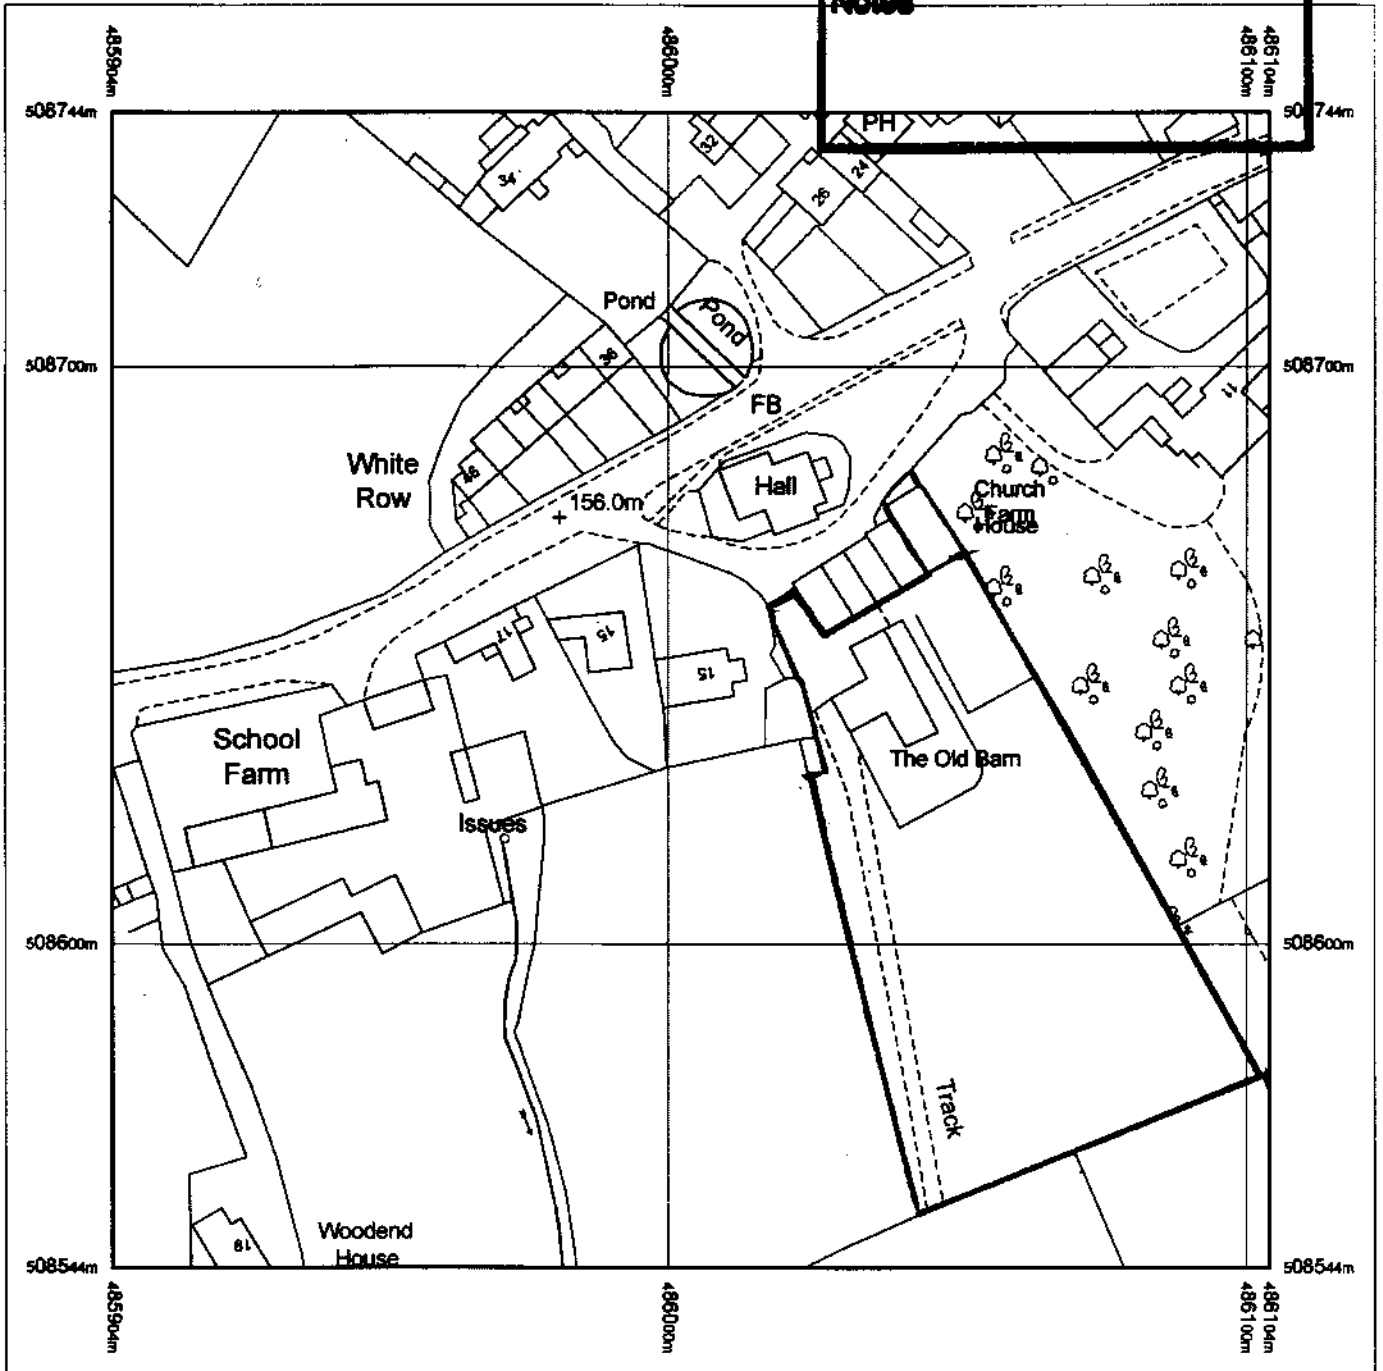 Notes
485904m
486000m
486100m
486104m
508744m
508744m
PH
32
34
24
26
Pond
Pond
36
508700m
508700m
FB
11
White
Row
46
Hall
156.0m
Church
Farm
House
17
15
15
School
Farm
The Old Barn
Issues
508600m
508600m
Track
Woodend
House
19
508544m
508544m
485904m
486000m
486100m
486104m